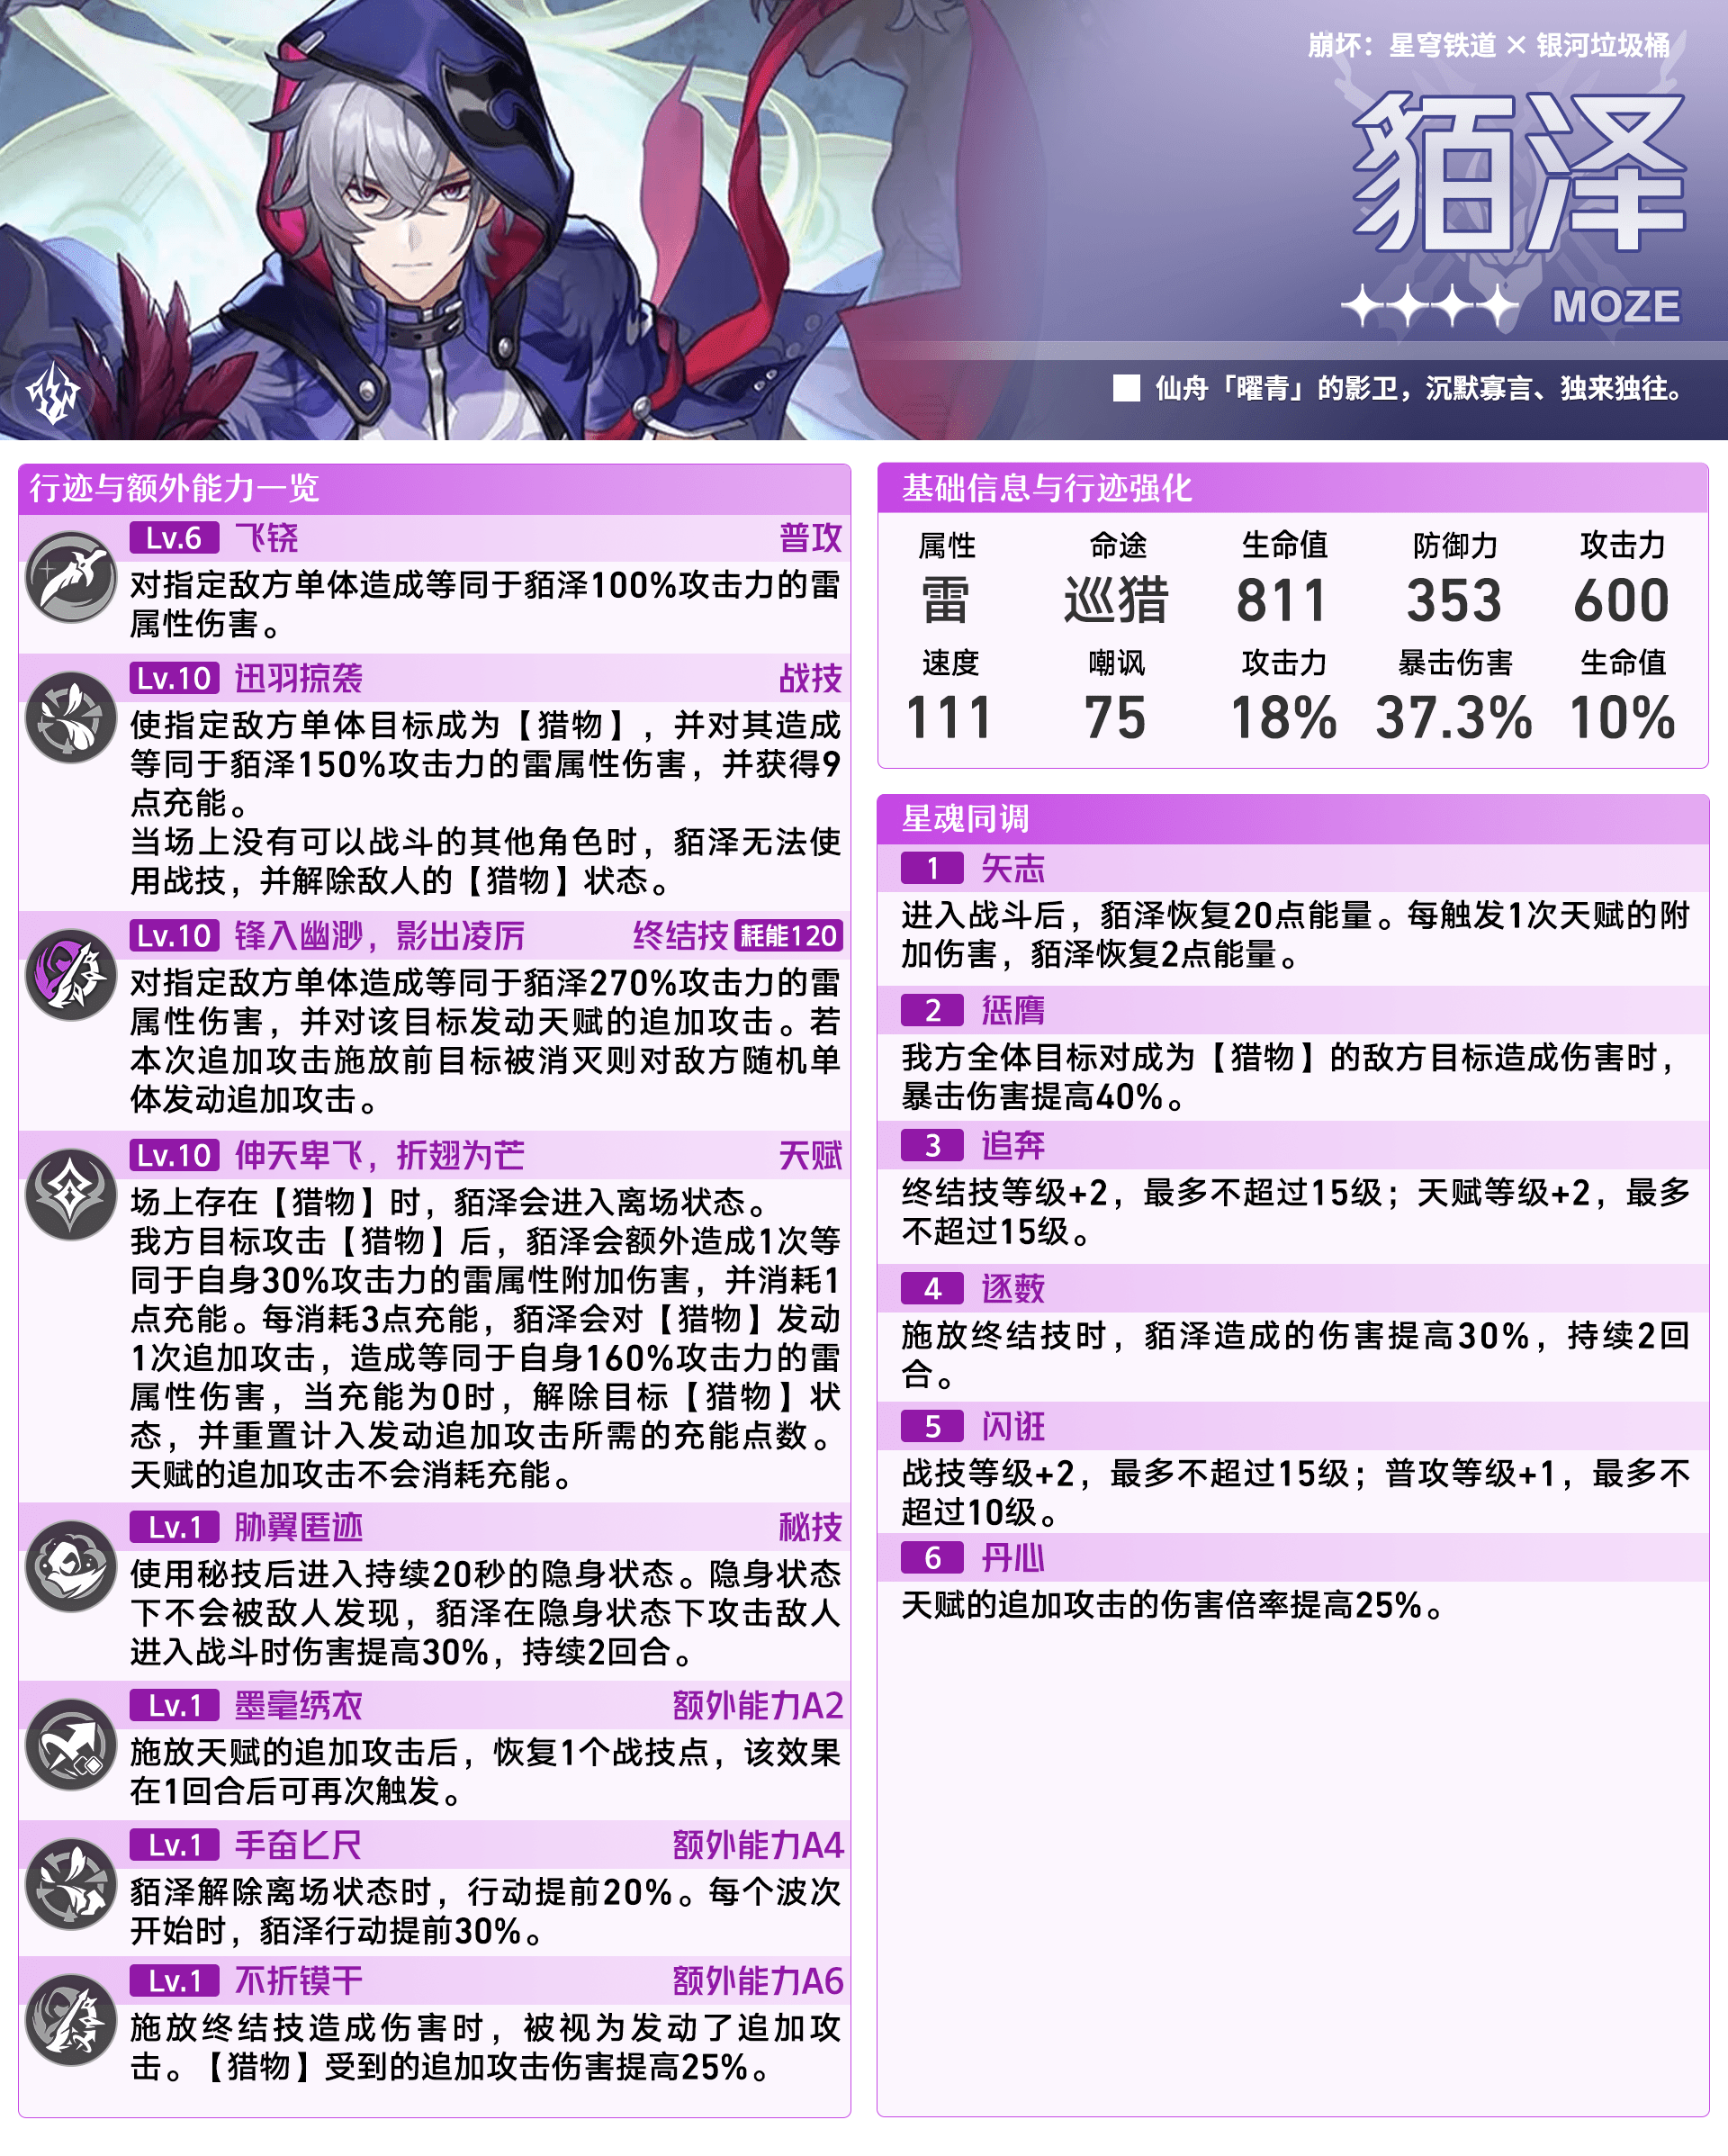 崩坏：星穹铁道 × 银河垃圾桶
貊泽
MOZE
仙舟「曜青」的影卫，沉默寡言、独来独往。
行迹与额外能力一览
Lv.6 飞铙 普攻
对指定敌方单体造成等同于貊泽100%攻击力的雷
属性伤害。
Lv.10 迅羽掠袭 战技
使指定敌方单体目标成为【猎物】，并对其造成
等同于貊泽150%攻击力的雷属性伤害，并获得9
点充能。
当场上没有可以战斗的其他角色时，貊泽无法使
用战技，并解除敌人的【猎物】状态。
Lv.10 锋入幽渺，影出凌厉 终结技 耗能120
对指定敌方单体造成等同于貊泽270%攻击力的雷
属性伤害，并对该目标发动天赋的追加攻击。若
本次追加攻击施放前目标被消灭则对敌方随机单
体发动追加攻击。
Lv.10 伸天卑飞，折翅为芒 天赋
场上存在【猎物】时，貊泽会进入离场状态。
我方目标攻击【猎物】后，貊泽会额外造成1次等
同于自身30%攻击力的雷属性附加伤害，并消耗1
点充能。每消耗3点充能，貊泽会对【猎物】发动
1次追加攻击，造成等同于自身160%攻击力的雷
属性伤害，当充能为0时，解除目标【猎物】状
态，并重置计入发动追加攻击所需的充能点数。
天赋的追加攻击不会消耗充能。
Lv.1 胁翼匿迹 秘技
使用秘技后进入持续20秒的隐身状态。隐身状态
下不会被敌人发现，貊泽在隐身状态下攻击敌人
进入战斗时伤害提高30%，持续2回合。
Lv.1 墨毫绣衣 额外能力A2
施放天赋的追加攻击后，恢复1个战技点，该效果
在1回合后可再次触发。
Lv.1 手奋匕尺 额外能力A4
貊泽解除离场状态时，行动提前20%。每个波次
开始时，貊泽行动提前30%。
Lv.1 不折镆干 额外能力A6
施放终结技造成伤害时，被视为发动了追加攻
击。【猎物】受到的追加攻击伤害提高25%。
基础信息与行迹强化
属性 命途 生命值 防御力 攻击力
雷 巡猎 811 353 600
速度 嘲讽 攻击力 暴击伤害 生命值
111 75 18% 37.3% 10%
星魂同调
1 矢志
进入战斗后，貊泽恢复20点能量。每触发1次天赋的附
加伤害，貊泽恢复2点能量。
2 惩膺
我方全体目标对成为【猎物】的敌方目标造成伤害时，
暴击伤害提高40%。
3 追奔
终结技等级+2，最多不超过15级；天赋等级+2，最多
不超过15级。
4 逐薮
施放终结技时，貊泽造成的伤害提高30%，持续2回
合。
5 闪诳
战技等级+2，最多不超过15级；普攻等级+1，最多不
超过10级。
6 丹心
天赋的追加攻击的伤害倍率提高25%。